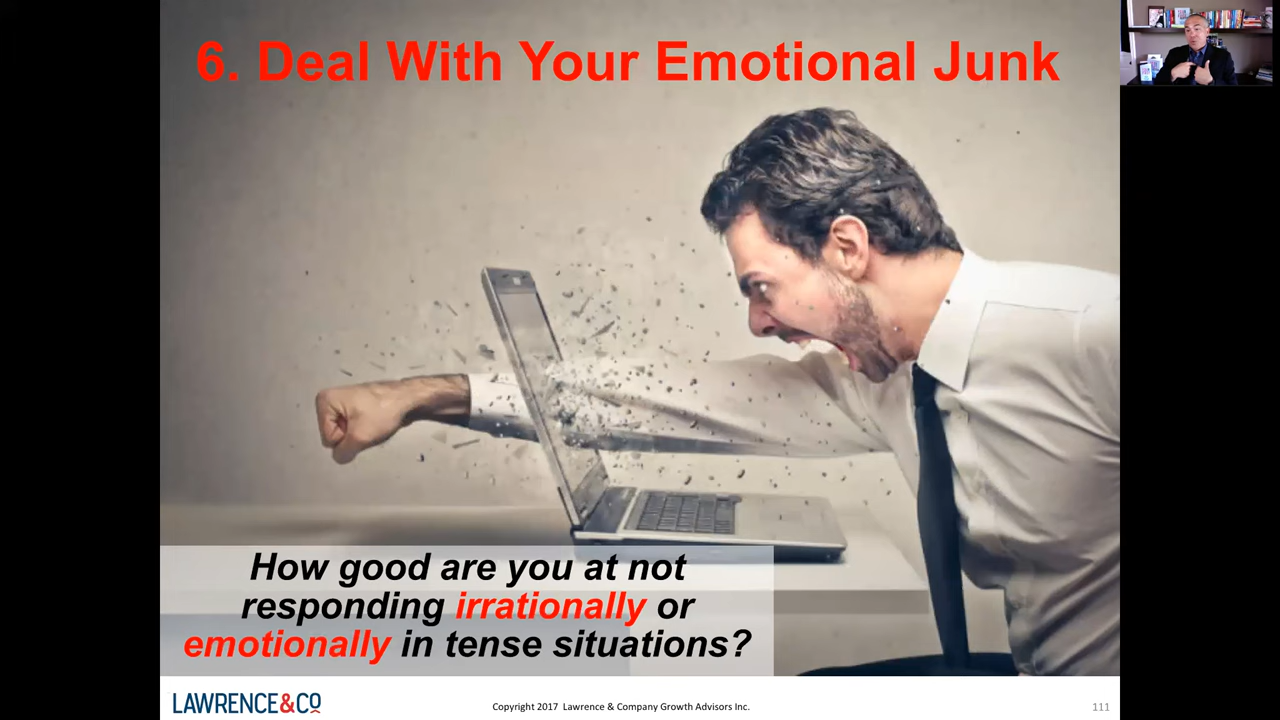 6. Deal With Your Emotional Junk
How good are you at not
responding irrationally or
emotionally in tense situations?
LAWRENCE&CO
Copyright 2017 Lawrence & Company Growth Advisors Inc.
111